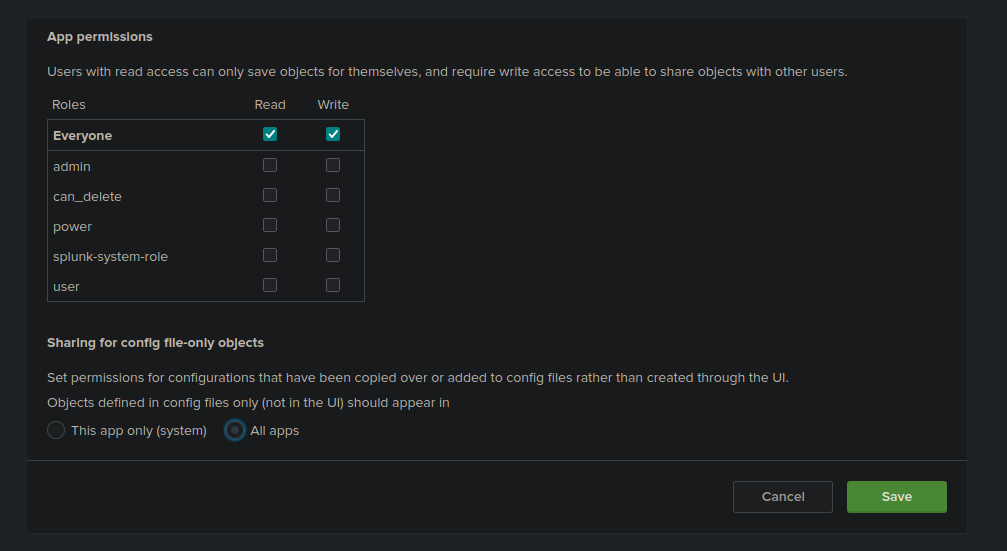 App permissions
Users with read access can only save objects for themselves, and require write access to be able to share objects with other users.
Roles Read Write
Everyone
admin
can_delete
power
splunk-system-role
user
Sharing for config file-only objects
Set permissions for configurations that have been copied over or added to config files rather than created through the UI.
Objects defined in config files only (not in the UI) should appear in
This app only (system) All apps
Cancel Save